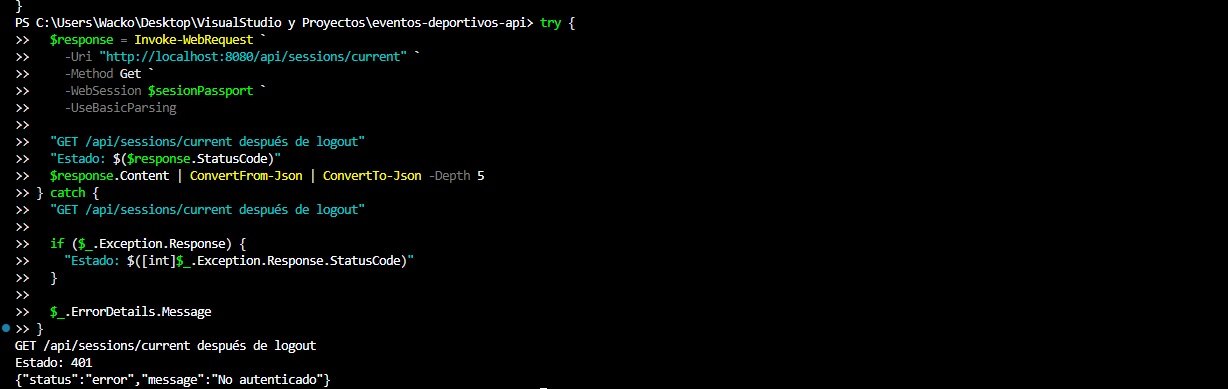 }
PS C:\Users\Wacko\Desktop\VisualStudio y Proyectos\eventos-deportivos-api> try {
>>   $response = Invoke-WebRequest `
>>     -Uri "http://localhost:8080/api/sessions/current" `
>>     -Method Get `
>>     -WebSession $sesionPassport `
>>     -UseBasicParsing
>>
>>   "GET /api/sessions/current después de logout"
>>   "Estado: $($response.StatusCode)"
>>   $response.Content | ConvertFrom-Json | ConvertTo-Json -Depth 5
>> } catch {
>>   "GET /api/sessions/current después de logout"
>>
>>   if ($_.Exception.Response) {
>>     "Estado: $([int]$_.Exception.Response.StatusCode)"
>>   }
>>
>>   $_.ErrorDetails.Message
>> }
GET /api/sessions/current después de logout
Estado: 401
{"status":"error","message":"No autenticado"}